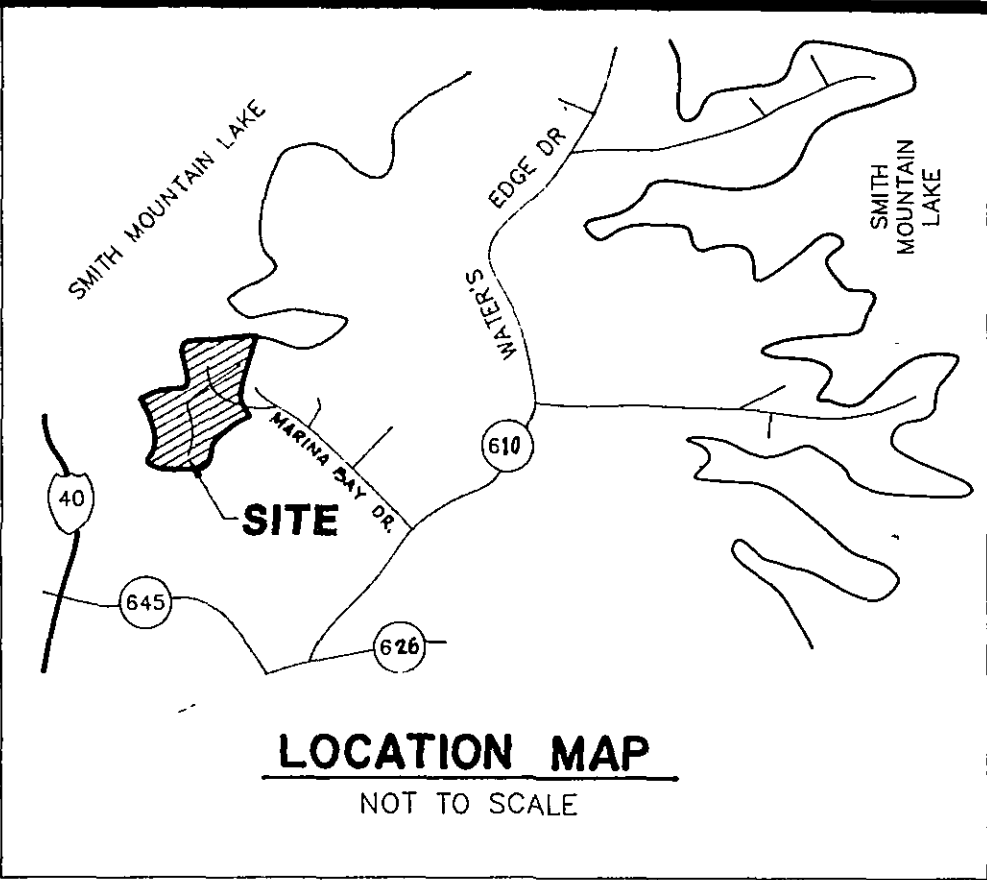 SMITH MOUNTAIN LAKE
EDGE DR
SMITH
MOUNTAIN
LAKE
WATER'S
MARINA BAY DR.
610
40
SITE
645
626
LOCATION MAP
NOT TO SCALE